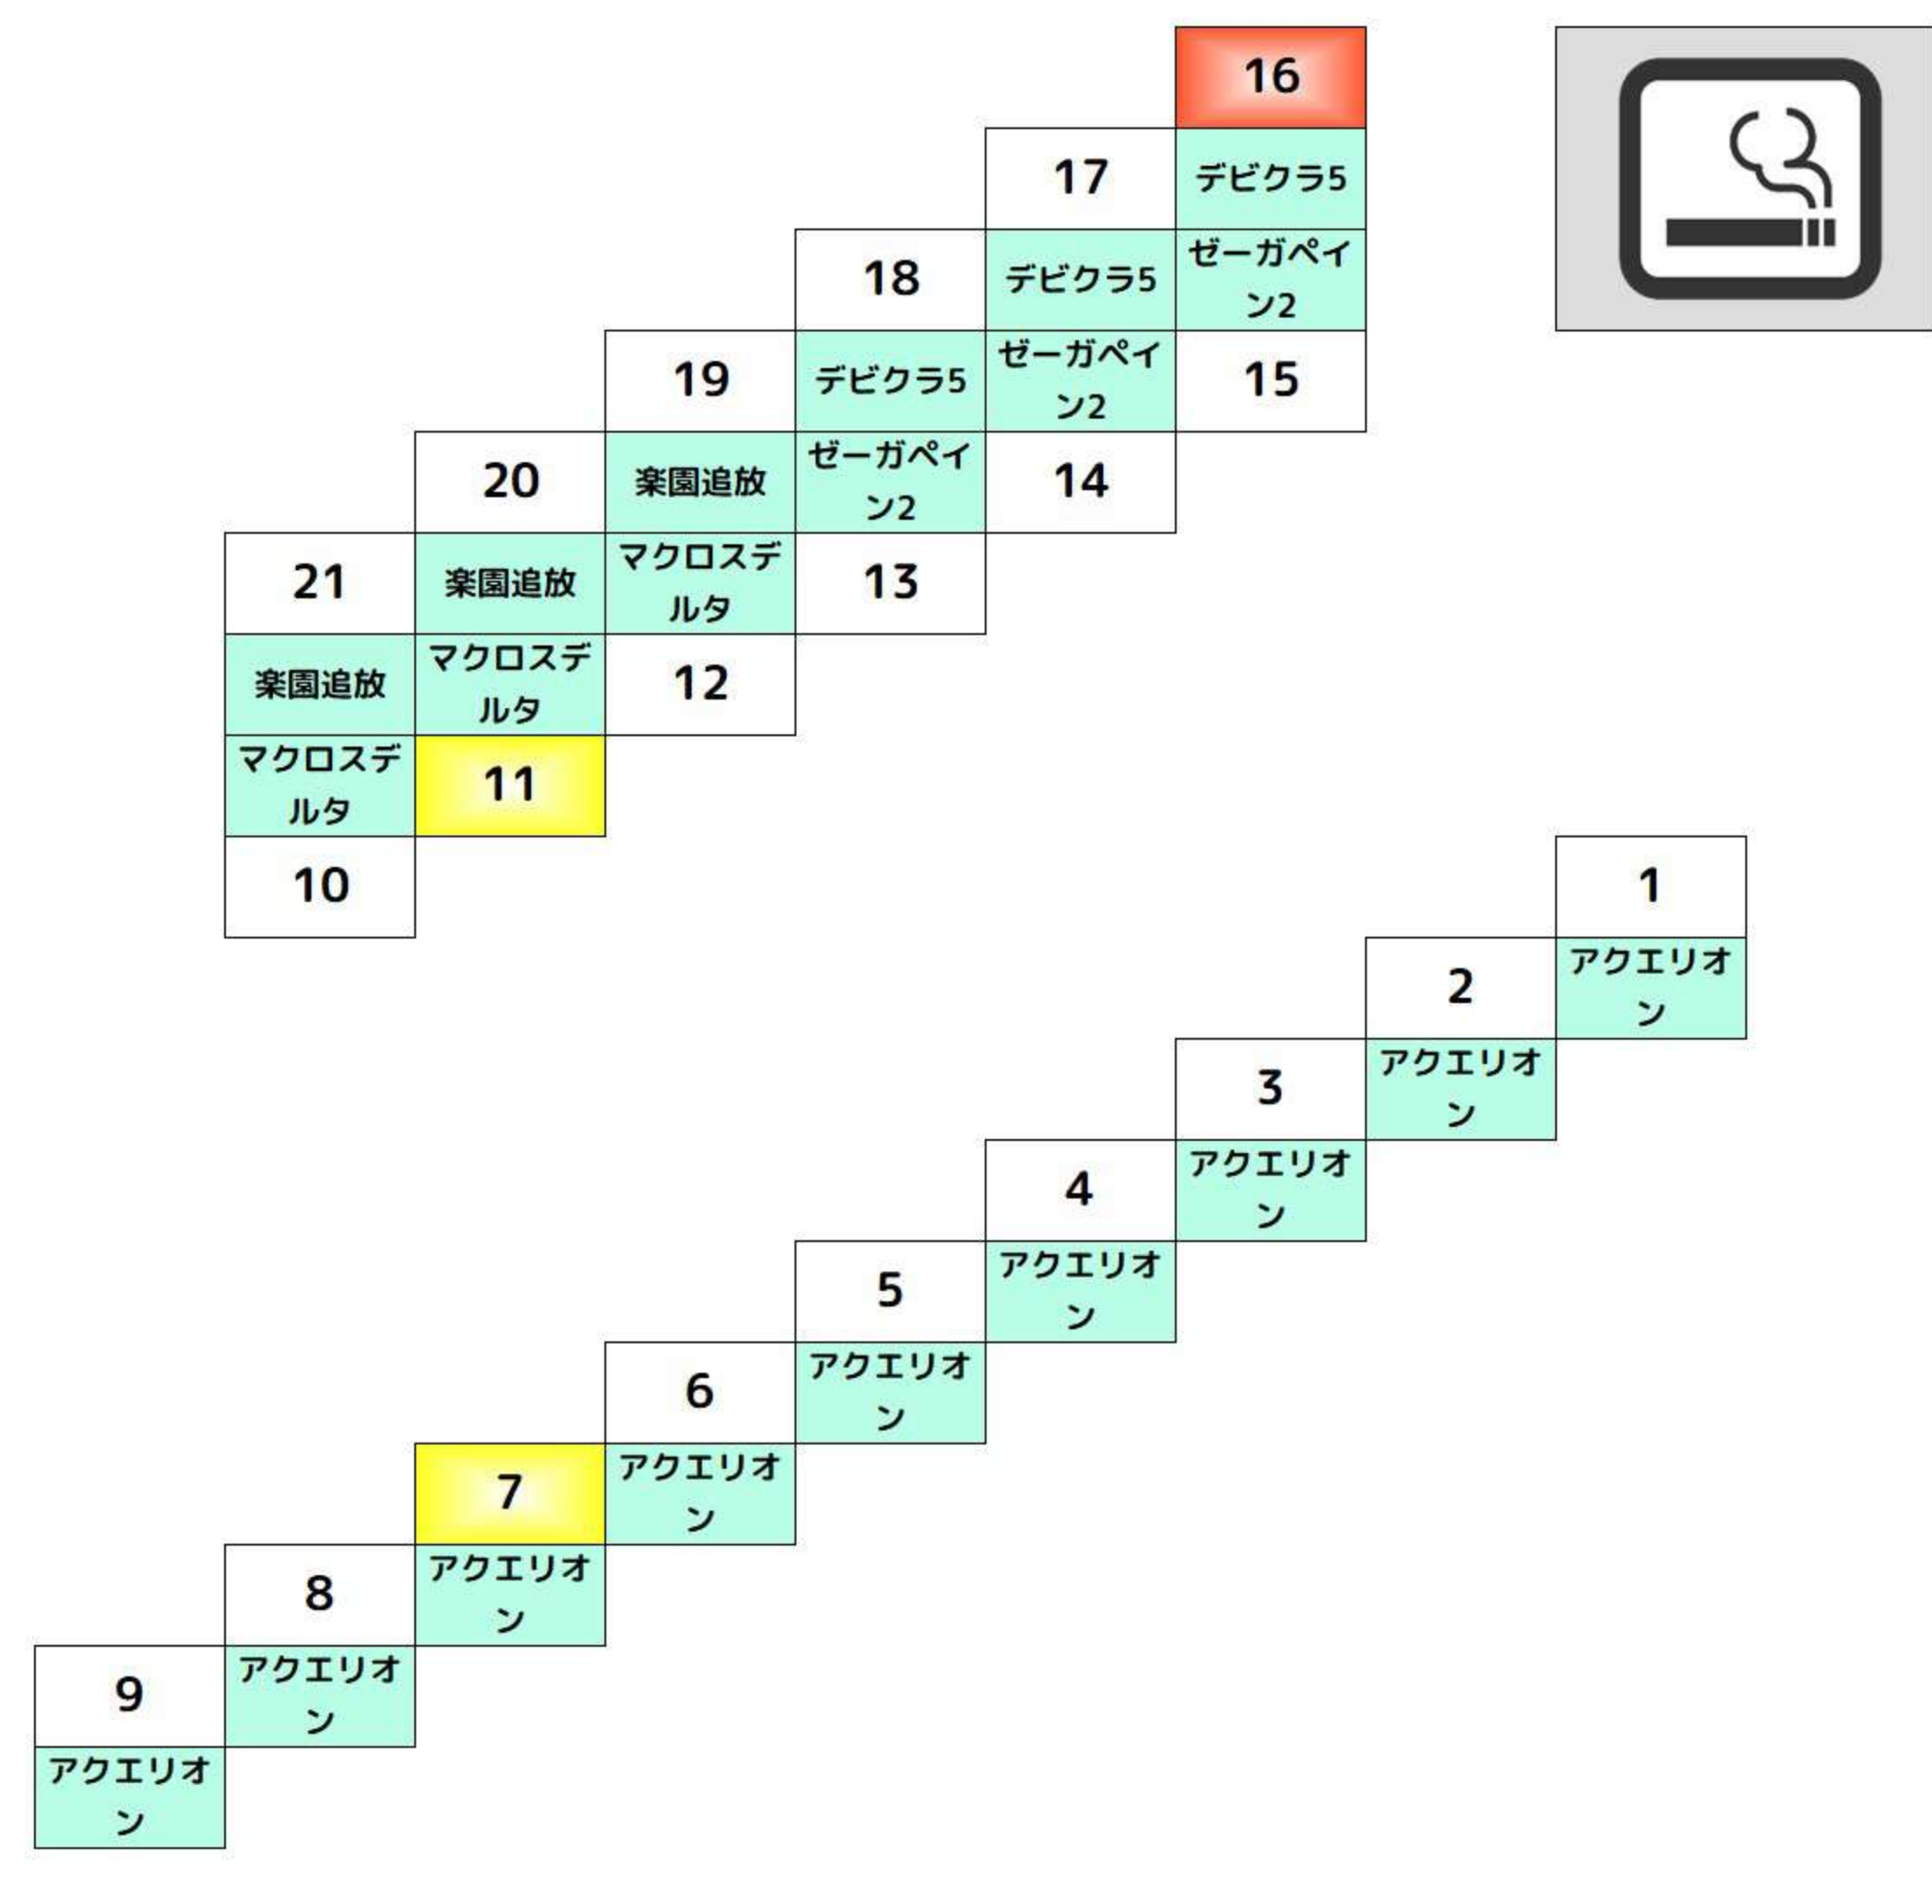 16
17
デビクラ5
18
デビクラ5
ゼーガペイ
ン2
19
デビクラ5
ゼーガペイ
ン2
15
20
楽園追放
ゼーガペイ
ン2
14
21
楽園追放
マクロスデ
ルタ
13
楽園追放
マクロスデ
ルタ
12
マクロスデ
ルタ
11
10
1
2
アクエリオ
ン
3
アクエリオ
ン
4
アクエリオ
ン
5
アクエリオ
ン
6
アクエリオ
ン
7
アクエリオ
ン
8
アクエリオ
ン
9
アクエリオ
ン
アクエリオ
ン